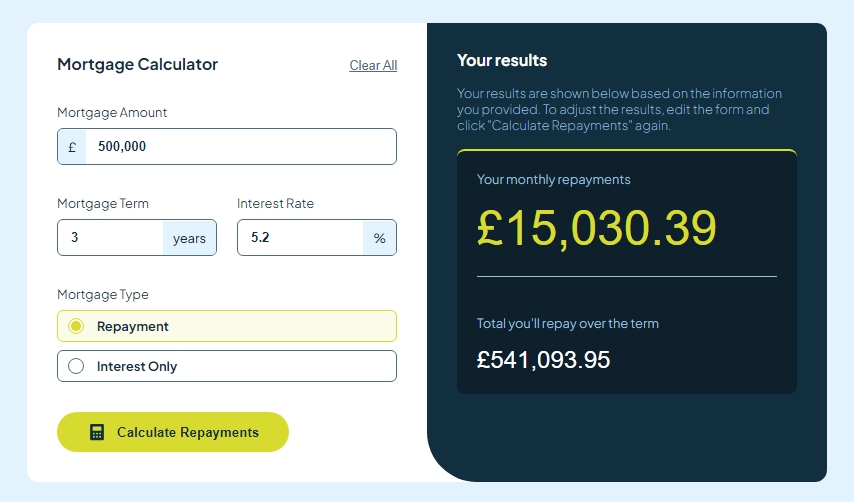 Mortgage Calculator
Clear All
Mortgage Amount
£ 500,000
Mortgage Term
3 years
Interest Rate
5.2 %
Mortgage Type
Repayment
Interest Only
Calculate Repayments
Your results
Your results are shown below based on the information
you provided. To adjust the results, edit the form and
click "Calculate Repayments" again.
Your monthly repayments
£15,030.39
Total you'll repay over the term
£541,093.95